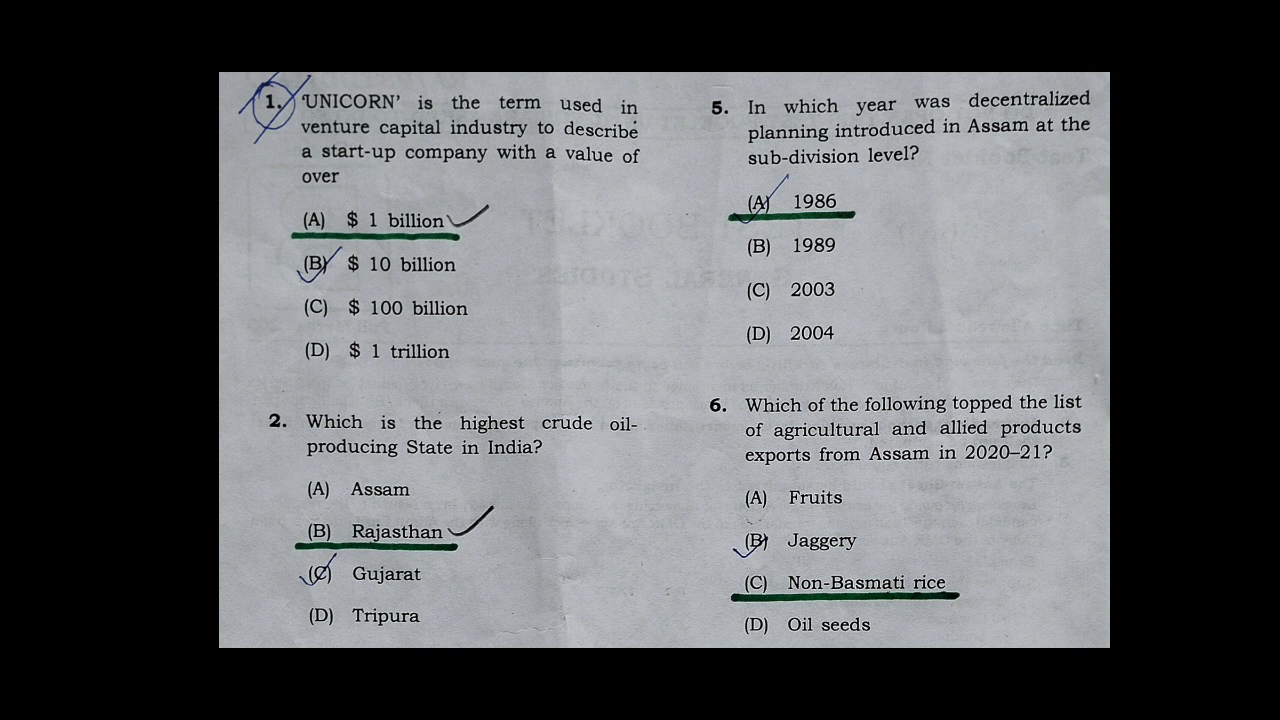 1. 'UNICORN' is the term used in
venture capital industry to describe
a start-up company with a value of
over
(A) $ 1 billion
(B) $ 10 billion
(C) $ 100 billion
(D) $ 1 trillion
2. Which is the highest crude oil-
producing State in India?
(A) Assam
(B) Rajasthan
(C) Gujarat
(D) Tripura
5. In which year was decentralized
planning introduced in Assam at the
sub-division level?
(A) 1986
(B) 1989
(C) 2003
(D) 2004
6. Which of the following topped the list
of agricultural and allied products
exports from Assam in 2020–21?
(A) Fruits
(B) Jaggery
(C) Non-Basmati rice
(D) Oil seeds